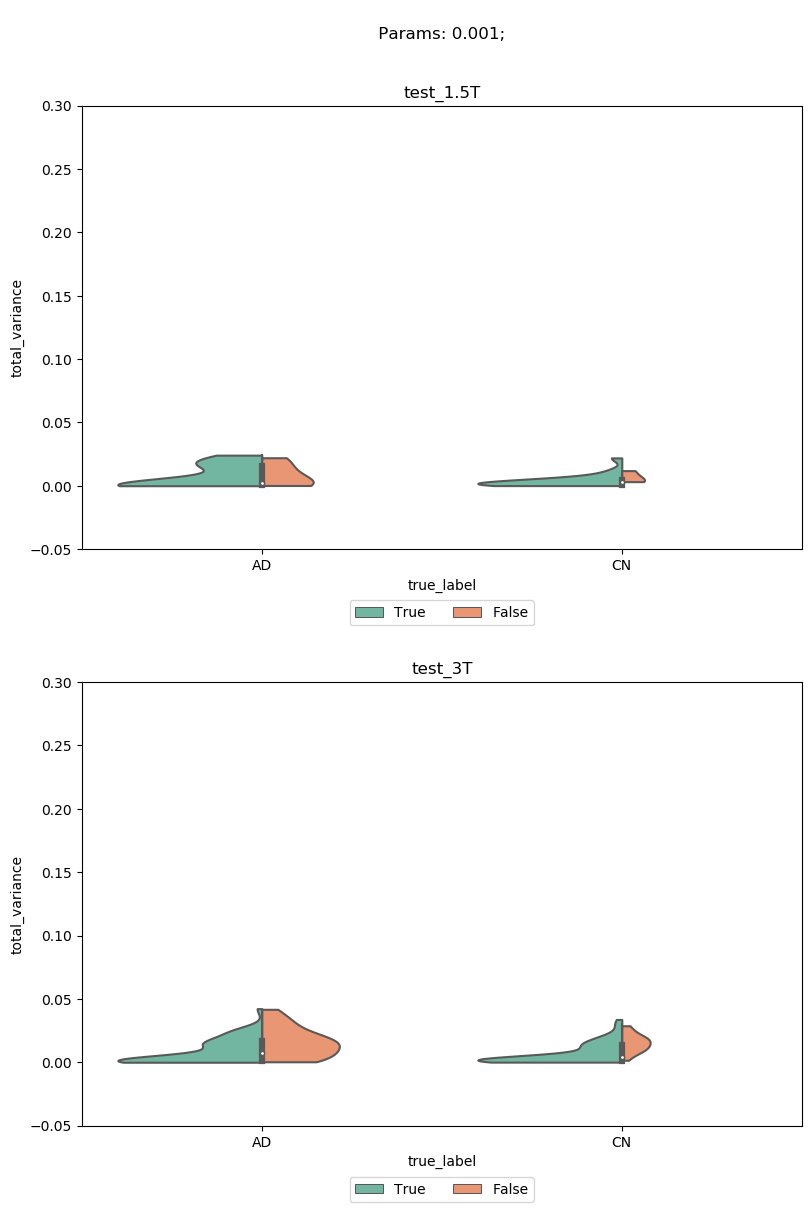 Params: 0.001;
test_1.5T
0.30
0.25
0.20
0.15
0.10
0.05
0.00
−0.05
total_variance
AD CN
true_label
True False
test_3T
0.30
0.25
0.20
0.15
0.10
0.05
0.00
−0.05
total_variance
AD CN
true_label
True False